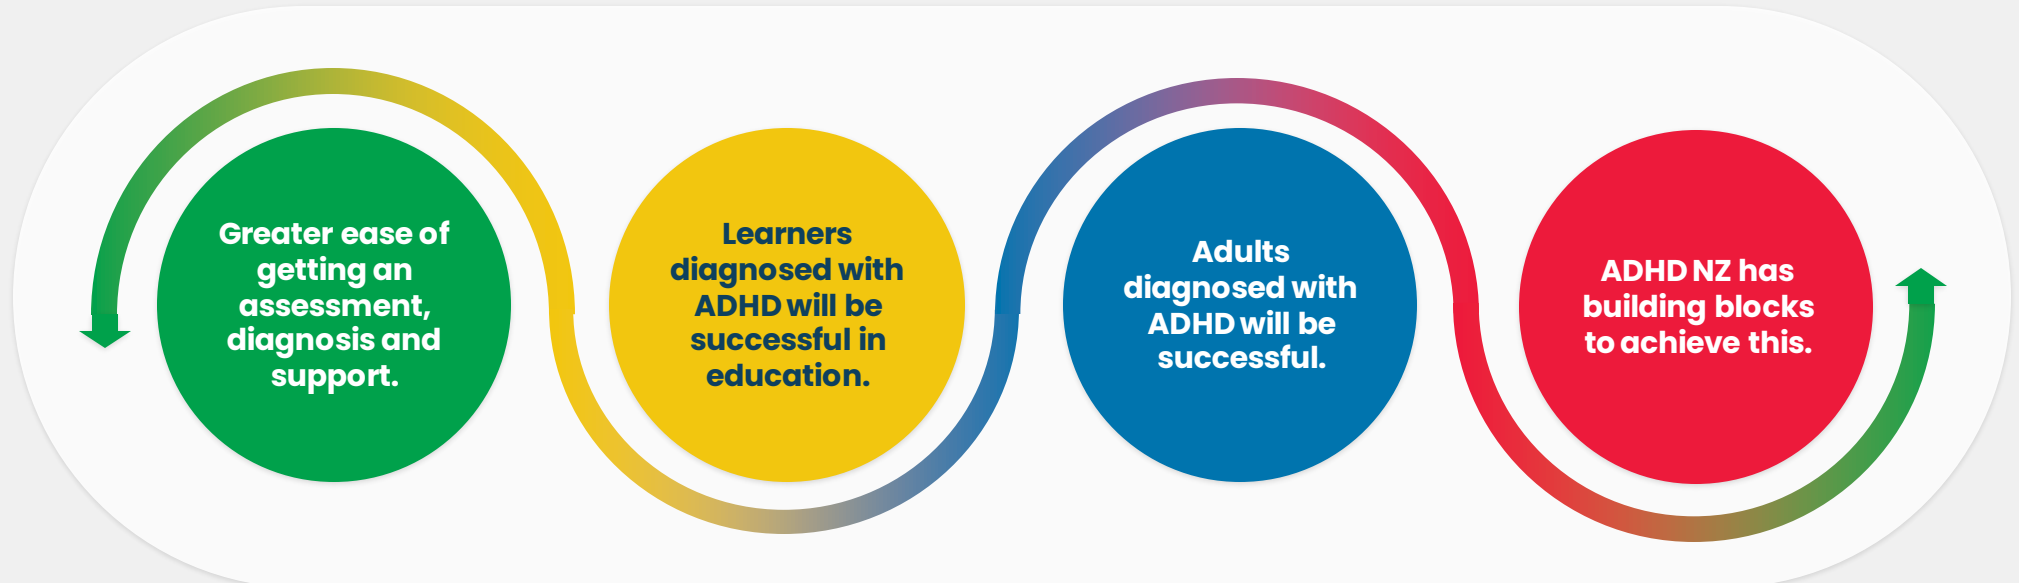 Greater ease of
getting an
assessment,
diagnosis and
support.
Learners
diagnosed with
ADHD will be
successful in
education.
Adults
diagnosed with
ADHD will be
successful.
ADHD NZ has
building blocks
to achieve this.